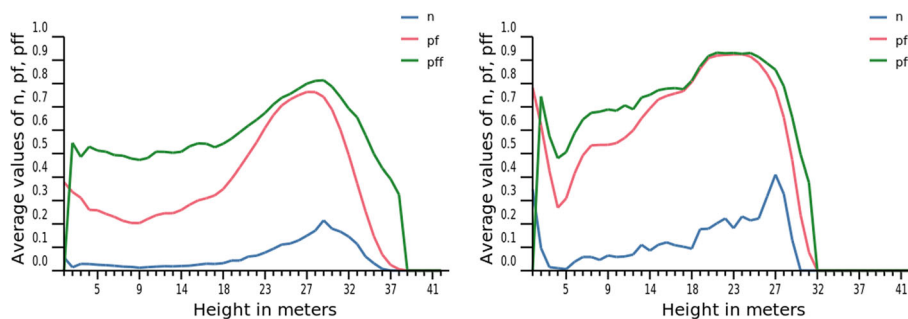 Average values of n, pf, pff
1.0
0.9
0.8
0.7
0.6
0.5
0.4
0.3
0.2
0.1
0.0
5 9 14 18 23 27 32 37 41
Height in meters
n
pf
pff
Average values of n, pf, pff
1.0
0.9
0.8
0.7
0.6
0.5
0.4
0.3
0.2
0.1
0.0
5 9 14 18 23 27 32 37 41
Height in meters
n
pf
pf